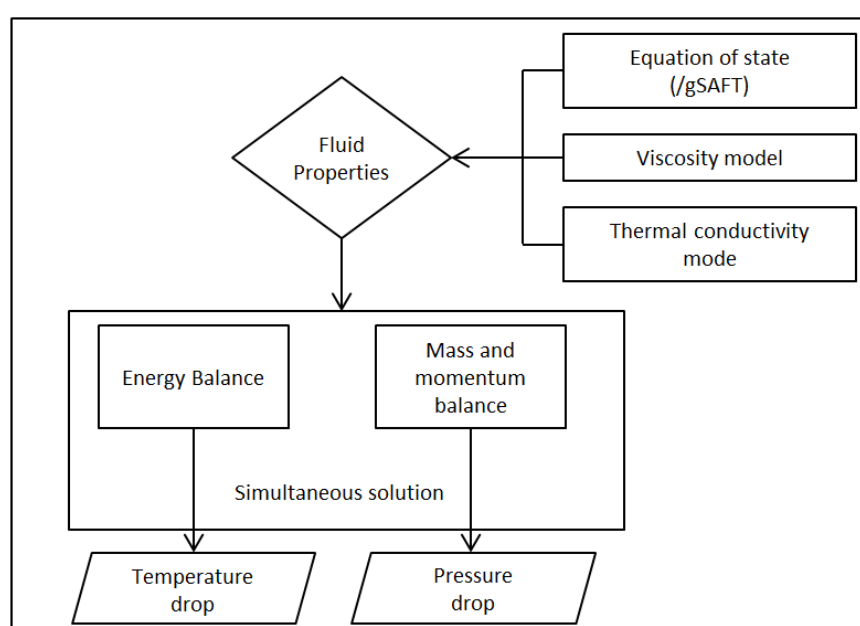 Equation of state
(/gSAFT)
Fluid
Properties
Viscosity model
Thermal conductivity
mode
Energy Balance
Mass and
momentum
balance
Simultaneous solution
Temperature
drop
Pressure
drop